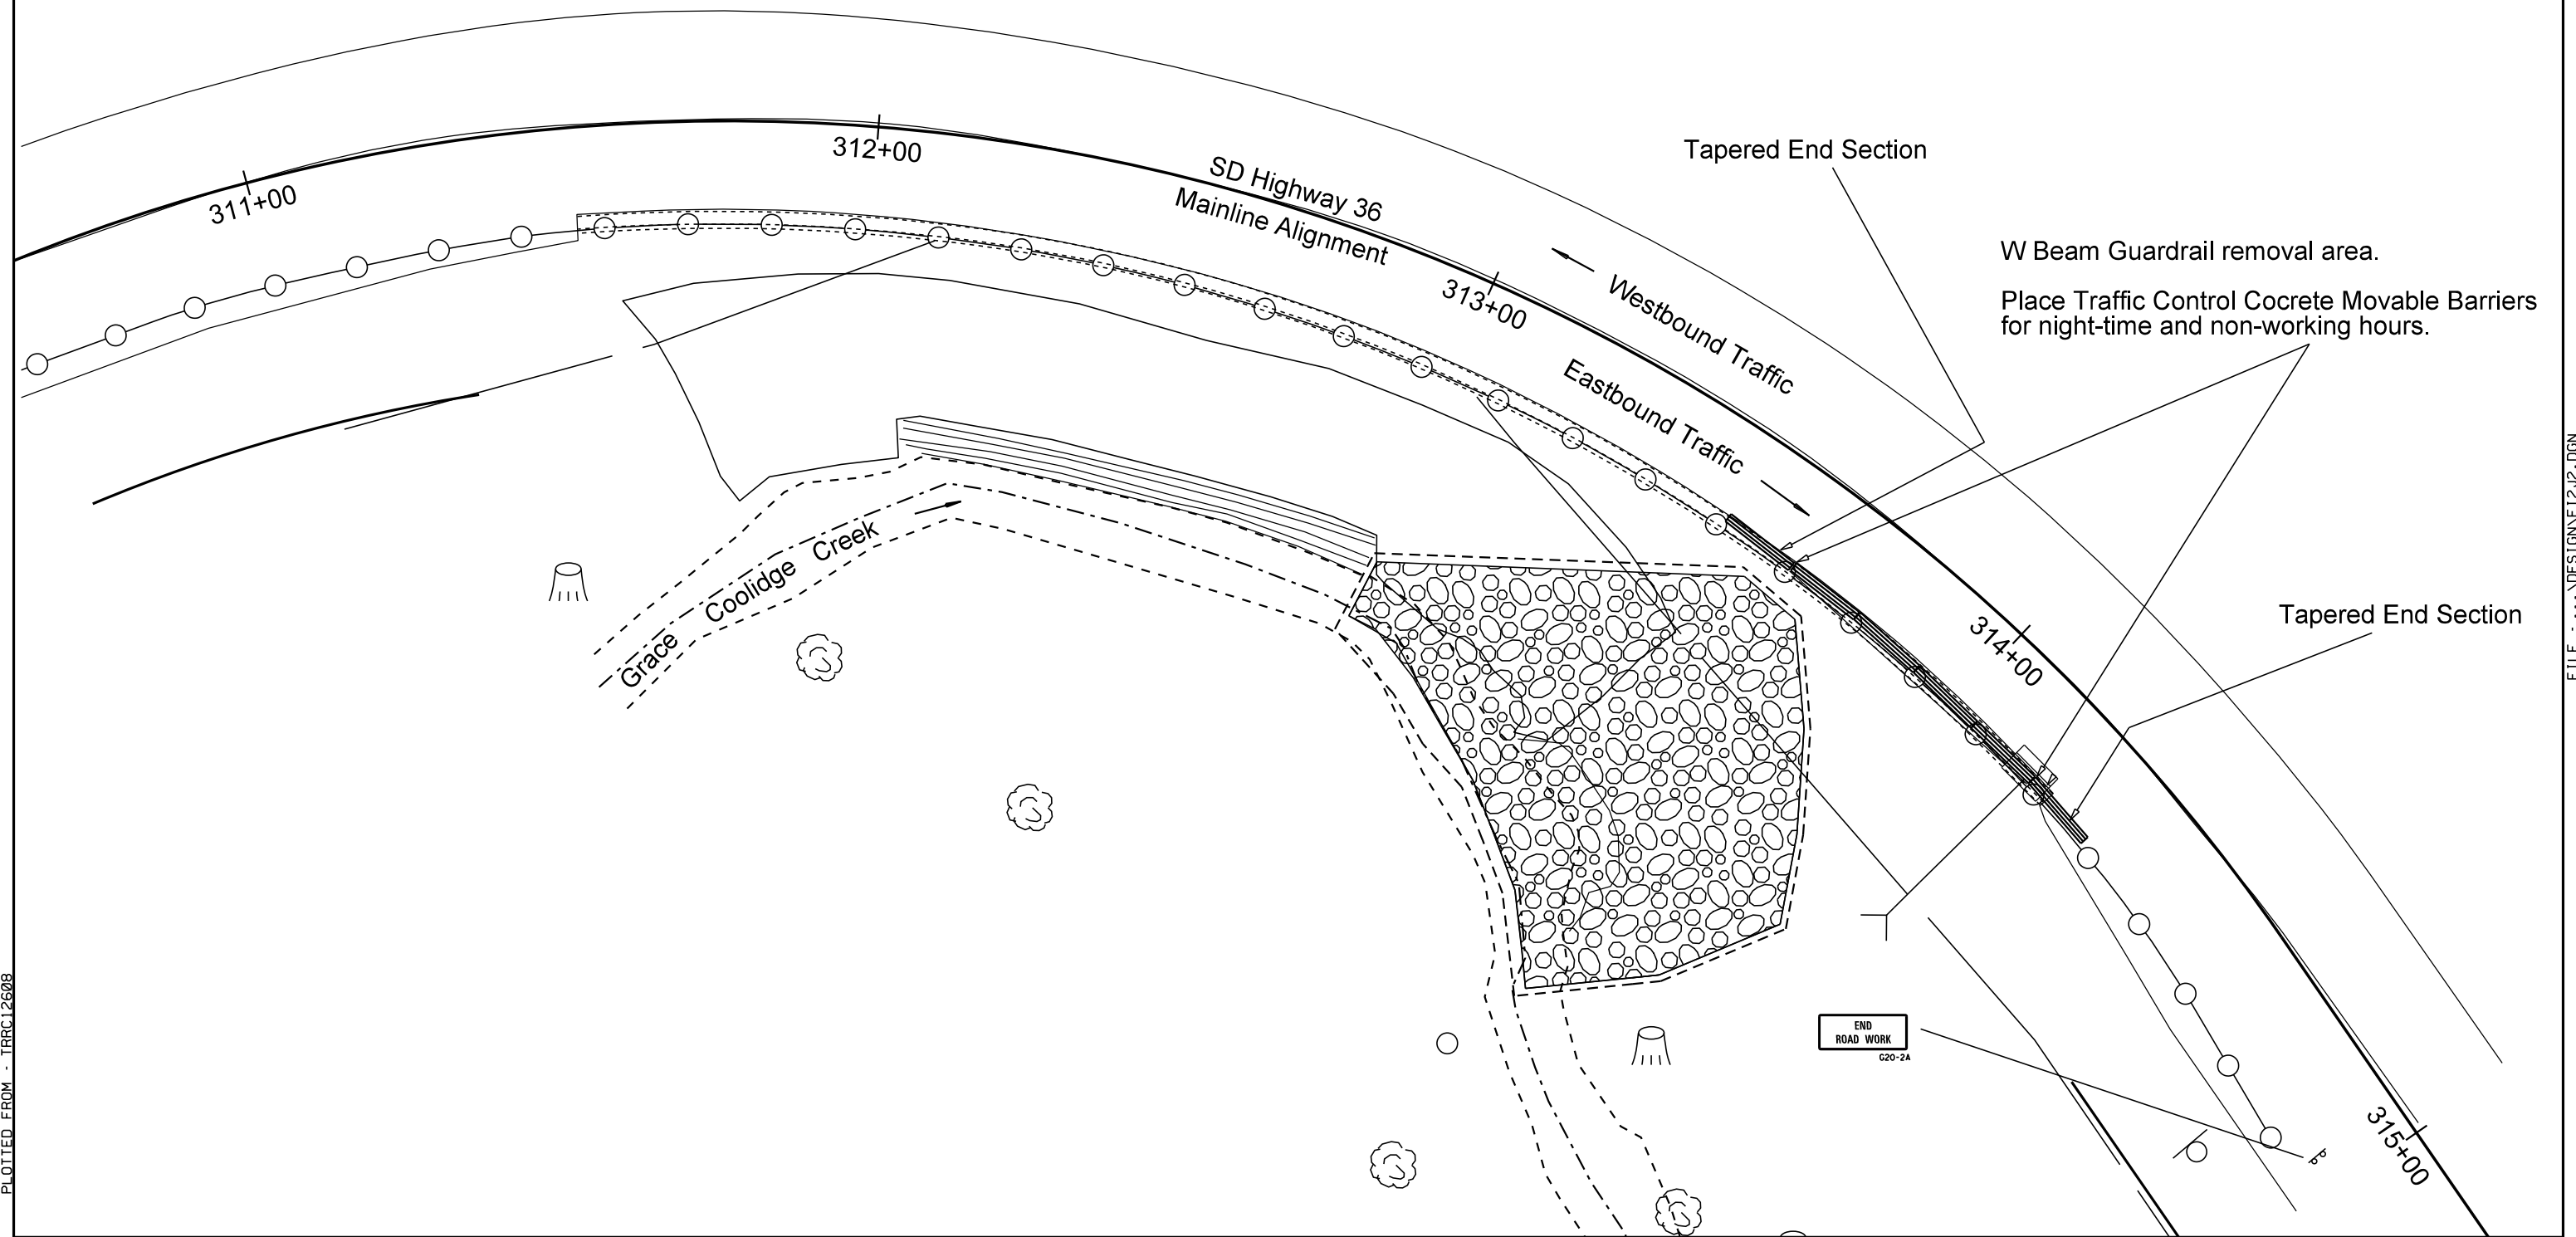 Tapered End Section
312+00
SD Highway 36
Mainline Alignment
311+00
W Beam Guardrail removal area.
Place Traffic Control Cocrete Movable Barriers
for night-time and non-working hours.
313+00
Westbound Traffic
Eastbound Traffic
Grace Coolidge Creek
314+00
Tapered End Section
END
ROAD WORK
G20-2A
315+00
PLOTTED FROM - TRRC12608